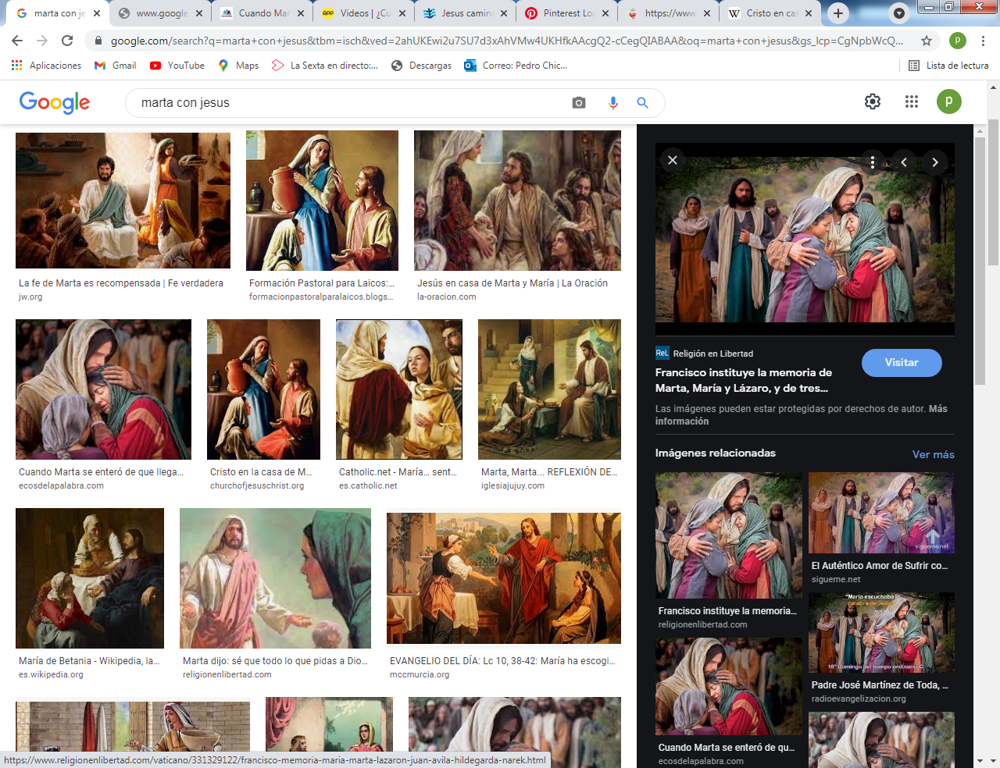 marta con je
www.google
Cuando Mar
Videos | ¿Cu
Jesus camina
Pinterest Log
https://www
Cristo en cas
google.com/search?q=marta+con+jesus&tbm=isch&ved=2ahUKEwi2u7SU7d3xAhVMw4UKHfkAAcgQ2-cCegQIABAA&oq=marta+con+jesus&gs_lcp=CgNpbWcQ...
p
Aplicaciones
Gmail
YouTube
Maps
La Sexta en directo:...
Descargas
Correo: Pedro Chic...
Lista de lectura
Google
marta con jesus
p
La fe de Marta es recompensada | Fe verdadera
jw.org
Formación Pastoral para Laicos:...
formacionpastoralparalaicos.blogs...
Jesús en casa de Marta y María | La Oración
la-oracion.com
Cuando Marta se enteró de que llega...
ecosdelapalabra.com
Cristo en la casa de M...
churchofjesuschrist.org
Catholic.net - María... sent...
es.catholic.net
Marta, Marta... REFLEXIÓN DE...
iglesiajujuy.com
María de Betania - Wikipedia, la...
es.wikipedia.org
Marta dijo: sé que todo lo que pidas a Dio...
religionenlibertad.com
EVANGELIO DEL DÍA: Lc 10, 38-42: María ha escogi...
mccmurcia.org
https://www.religionenlibertad.com/vaticano/331329122/francisco-memoria-maria-marta-lazaron-juan-avila-hildegarda-narek.html
ReL Religión en Libertad
Francisco instituye la memoria de
Marta, María y Lázaro, y de tres...
Visitar
Las imágenes pueden estar protegidas por derechos de autor. Más
información
Imágenes relacionadas
Ver más
Francisco instituye la memoria...
religionenlibertad.com
sigueme.net
El Auténtico Amor de Sufrir co...
sigueme.net
"María escuchaba la
palabra de Jesús"
16° Domingo del tiempo ordinario C
Padre José Martínez de Toda, ...
radioevangelizacion.org
Cuando Marta se enteró de qu...
ecosdelapalabra.com